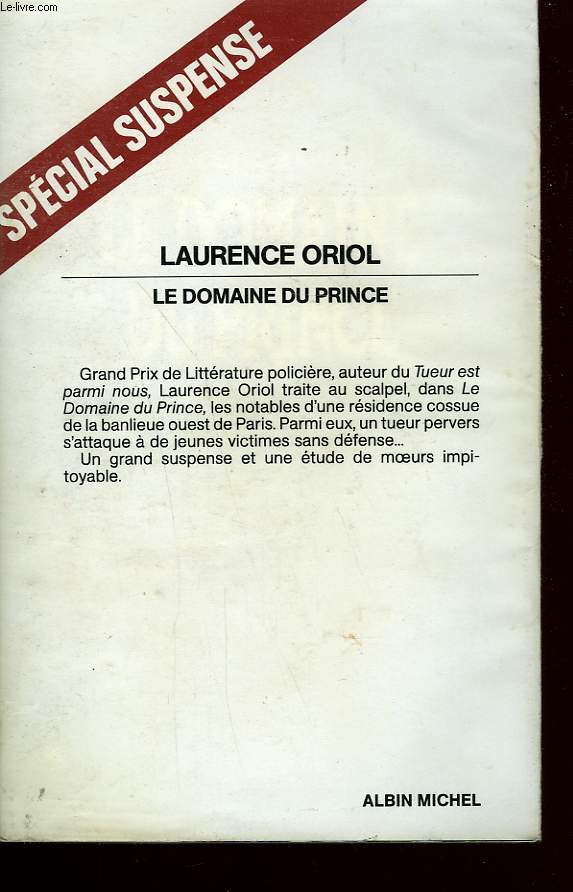 Le-livre.com
SPÉCIAL SUSPENSE
LAURENCE ORIOL
LE DOMAINE DU PRINCE
Grand Prix de Littérature policière, auteur du Tueur est
parmi nous, Laurence Oriol traite au scalpel, dans Le
Domaine du Prince, les notables d'une résidence cossue
de la banlieue ouest de Paris. Parmi eux, un tueur pervers
s'attaque à de jeunes victimes sans défense...
Un grand suspense et une étude de mœurs impi-
toyable.
ALBIN MICHEL